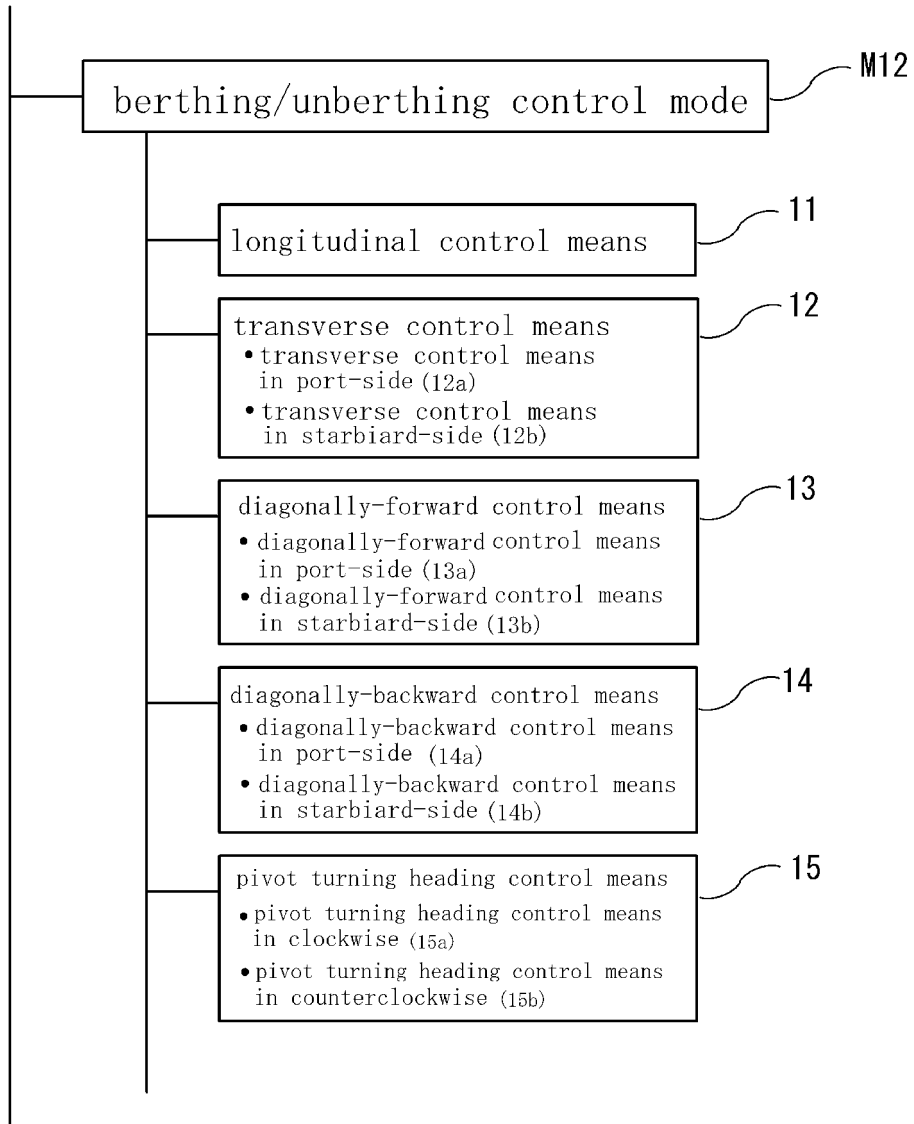 berthing/unberthing control mode
M12
longitudinal control means
11
transverse control means
• transverse control means
in port-side (12a)
• transverse control means
in starbiard-side (12b)
12
diagonally-forward control means
• diagonally-forward control means
in port-side (13a)
• diagonally-forward control means
in starbiard-side (13b)
13
diagonally-backward control means
• diagonally-backward control means
in port-side (14a)
• diagonally-backward control means
in starbiard-side (14b)
14
pivot turning heading control means
• pivot turning heading control means
in clockwise (15a)
• pivot turning heading control means
in counterclockwise (15b)
15